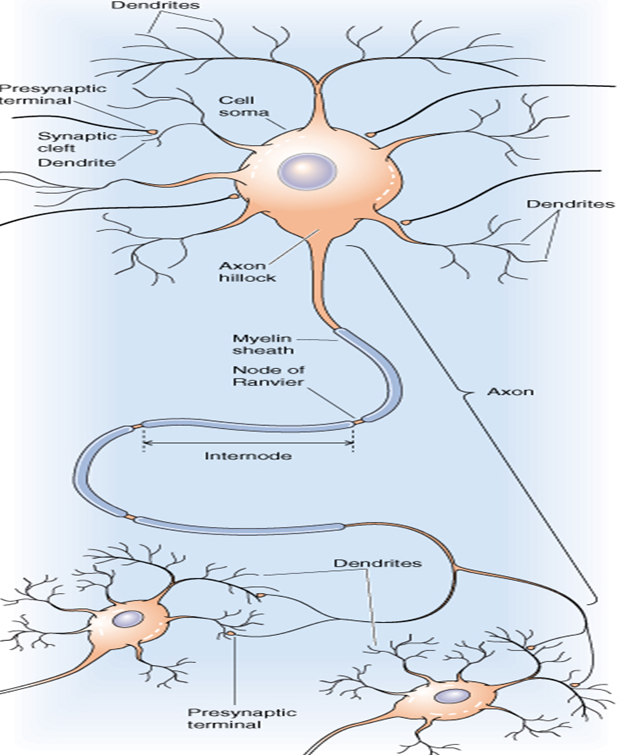 Dendrites
Presynaptic
terminal
Cell
soma
Synaptic
cleft
Dendrite
Dendrites
Axon
hillock
Myelin
sheath
Node of
Ranvier
Axon
Internode
Dendrites
Presynaptic
terminal